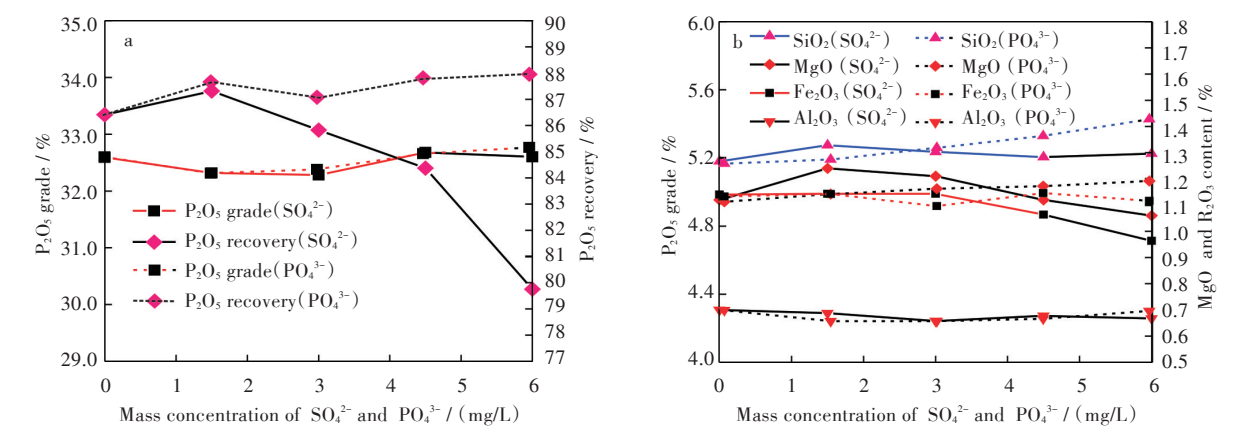 a
P₂O₅ grade / %
35.0
34.0
33.0
32.0
31.0
30.0
29.0
P₂O₅ grade(SO₄²⁻)
P₂O₅ recovery(SO₄²⁻)
P₂O₅ grade(PO₄³⁻)
P₂O₅ recovery(PO₄³⁻)
90
89
88
87
86
85
84
83
82
81
80
79
78
77
P₂O₅ recovery / %
0 1 2 3 4 5 6
Mass concentration of SO₄²⁻ and PO₄³⁻ / (mg/L)
b
P₂O₅ grade / %
6.0
5.6
5.2
4.8
4.4
4.0
SiO₂(SO₄²⁻) SiO₂(PO₄³⁻)
MgO (SO₄²⁻) MgO (PO₄³⁻)
Fe₂O₃(SO₄²⁻) Fe₂O₃(PO₄³⁻)
Al₂O₃ (SO₄²⁻) Al₂O₃ (PO₄³⁻)
1.8
1.7
1.6
1.5
1.4
1.3
1.2
1.1
1.0
0.9
0.8
0.7
0.6
0.5
MgO and R₂O₃ content / %
0 1 2 3 4 5 6
Mass concentration of SO₄²⁻ and PO₄³⁻ / (mg/L)